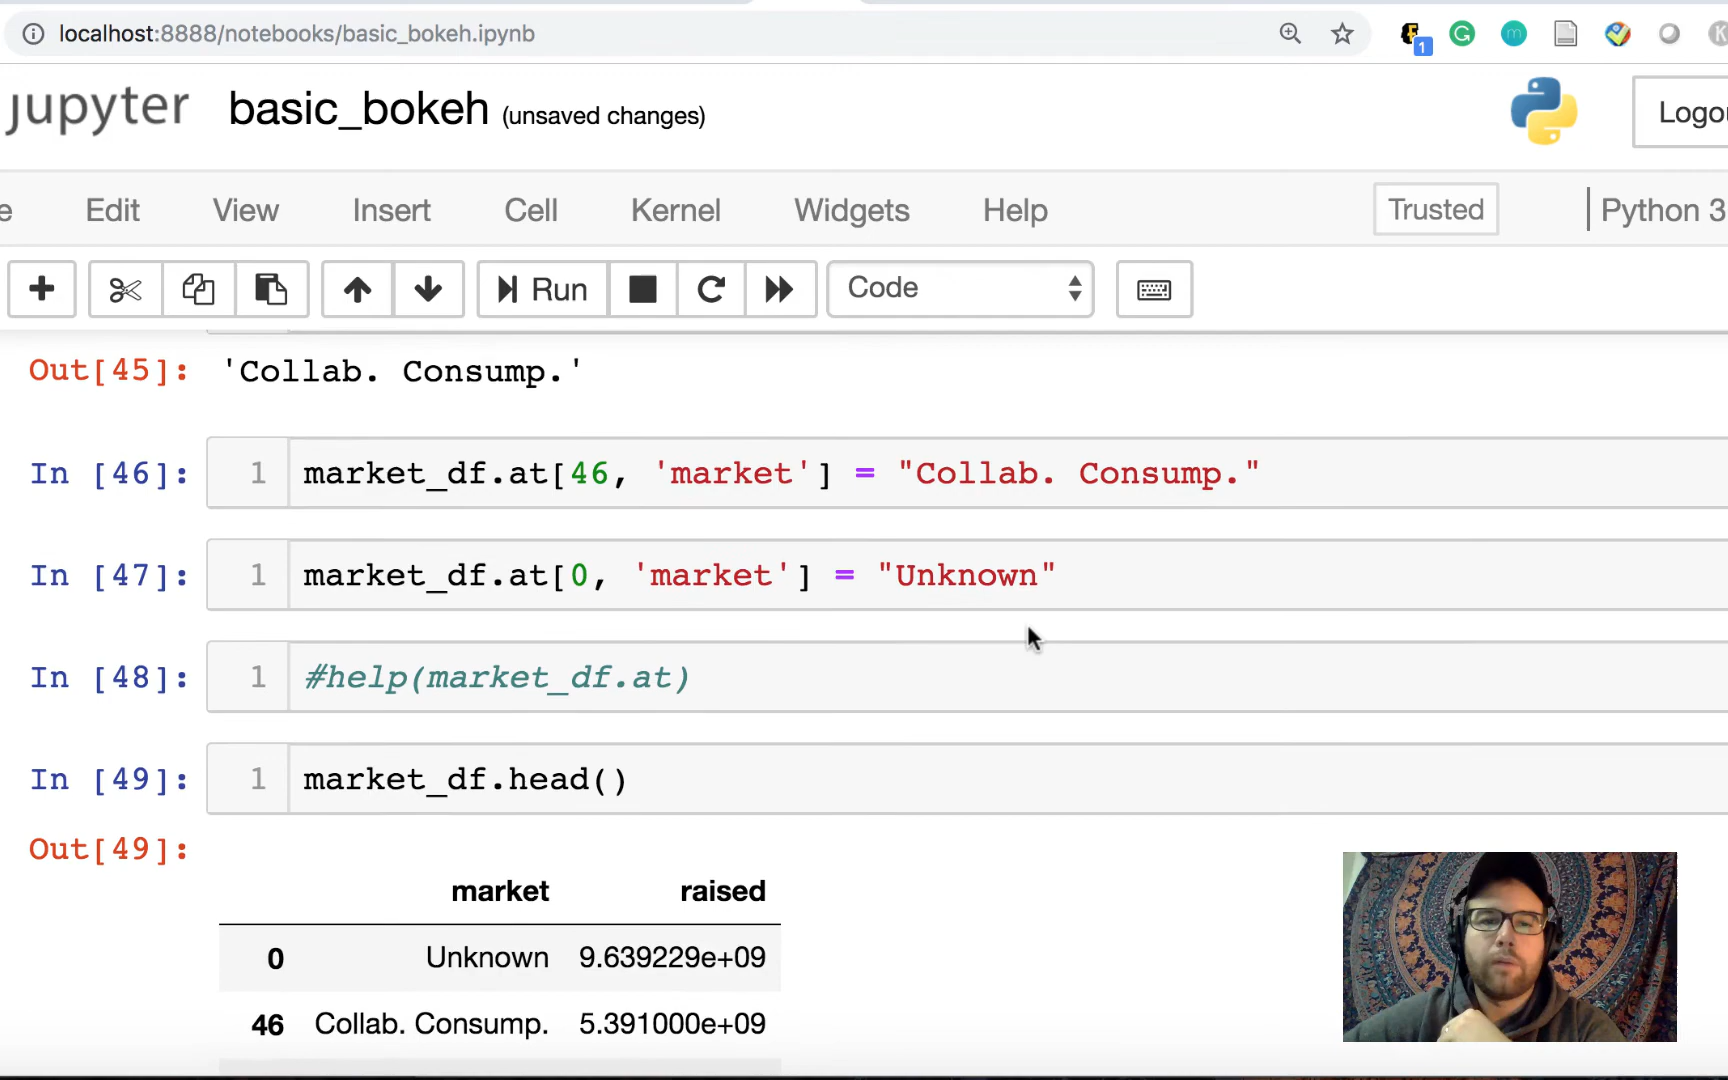 localhost:8888/notebooks/basic_bokeh.ipynb
1
m
K
jupyter basic_bokeh (unsaved changes)
Logou
e Edit View Insert Cell Kernel Widgets Help Trusted Python 3
Run Code
Out[45]: 'Collab. Consump.'
In [46]: 1 market_df.at[46, 'market'] = "Collab. Consump."
In [47]: 1 market_df.at[0, 'market'] = "Unknown"
In [48]: 1 #help(market_df.at)
In [49]: 1 market_df.head()
Out[49]:
market raised
0 Unknown 9.639229e+09
46 Collab. Consump. 5.391000e+09